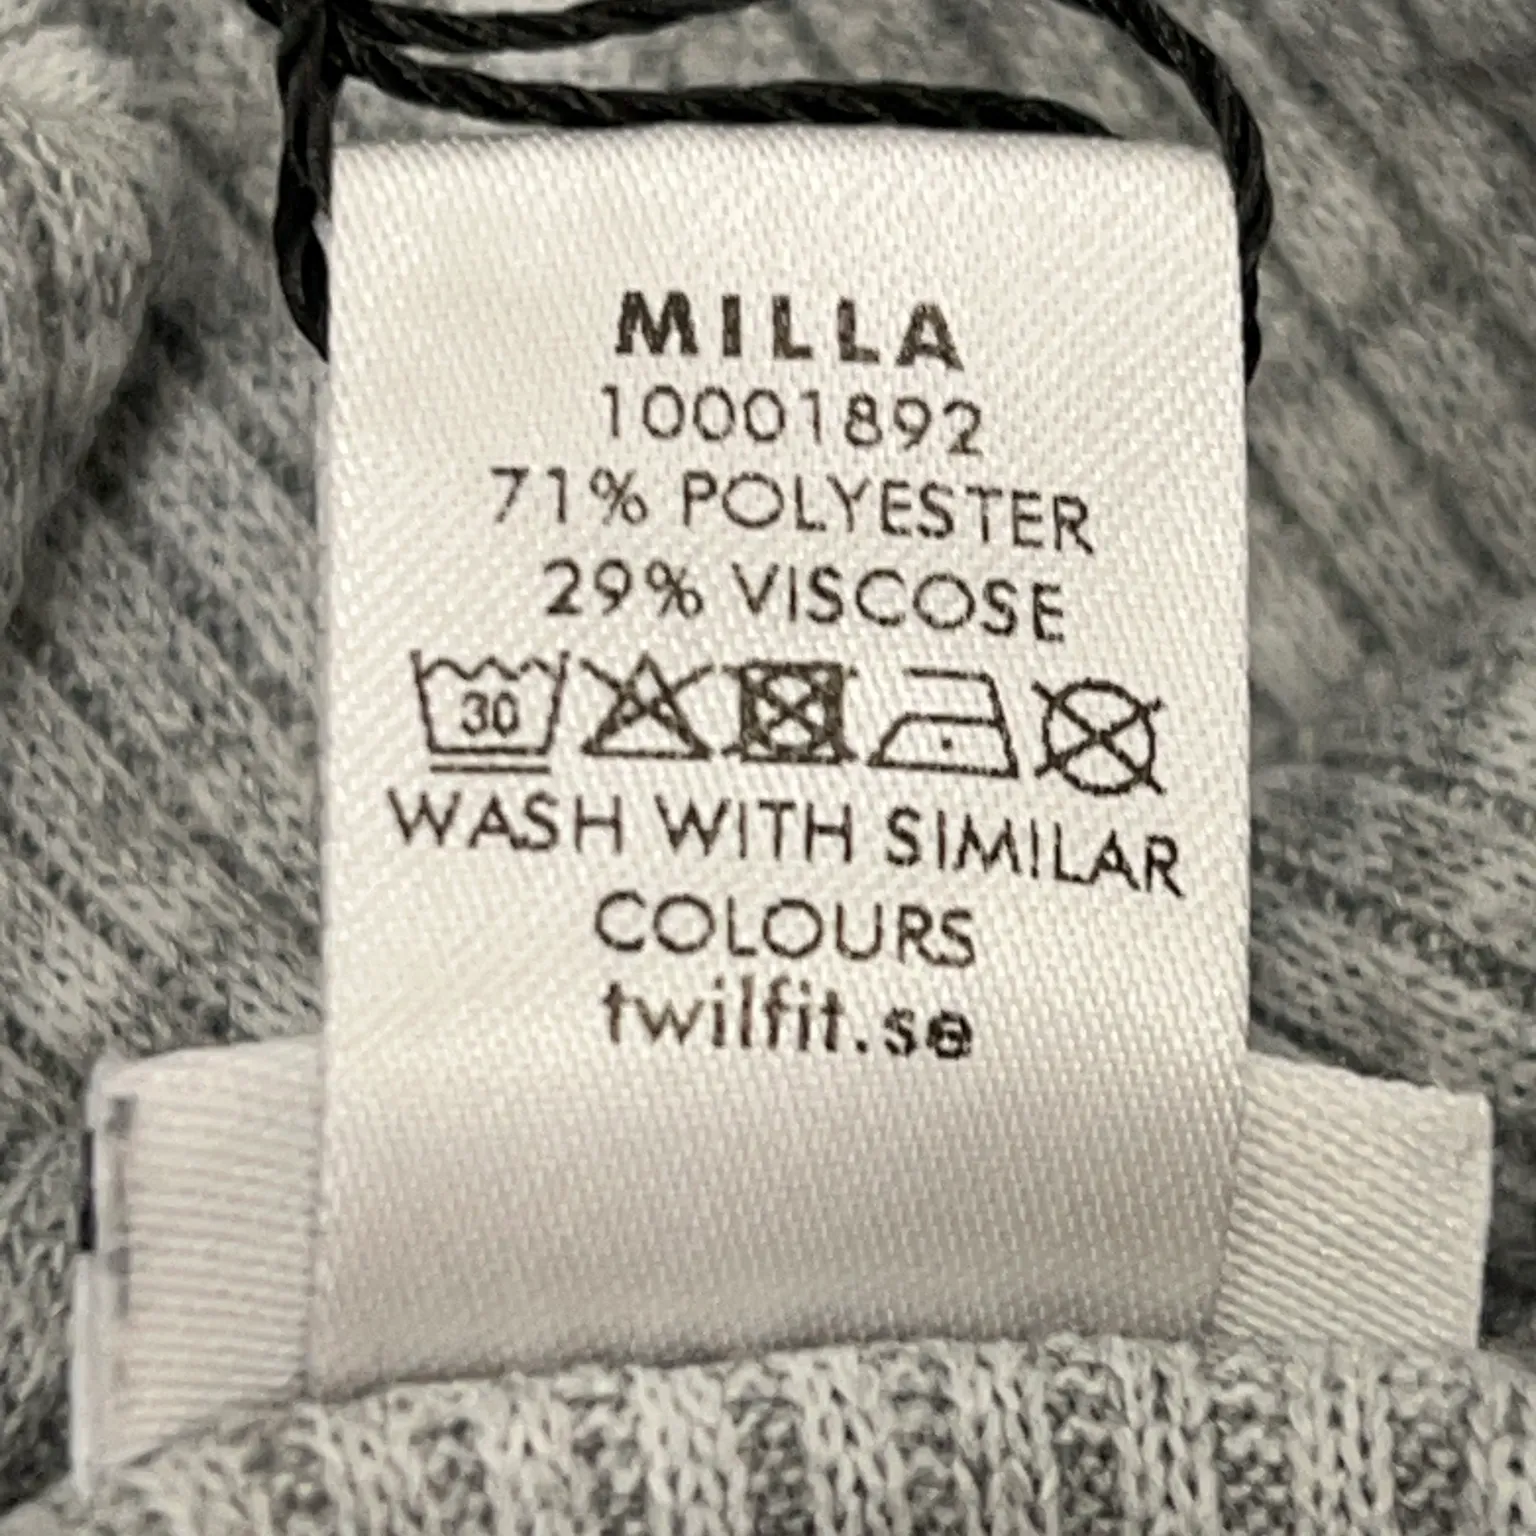 MILLA
10001892
71% POLYESTER
29% VISCOSE
30
WASH WITH SIMILAR
COLOURS
twilfit.se